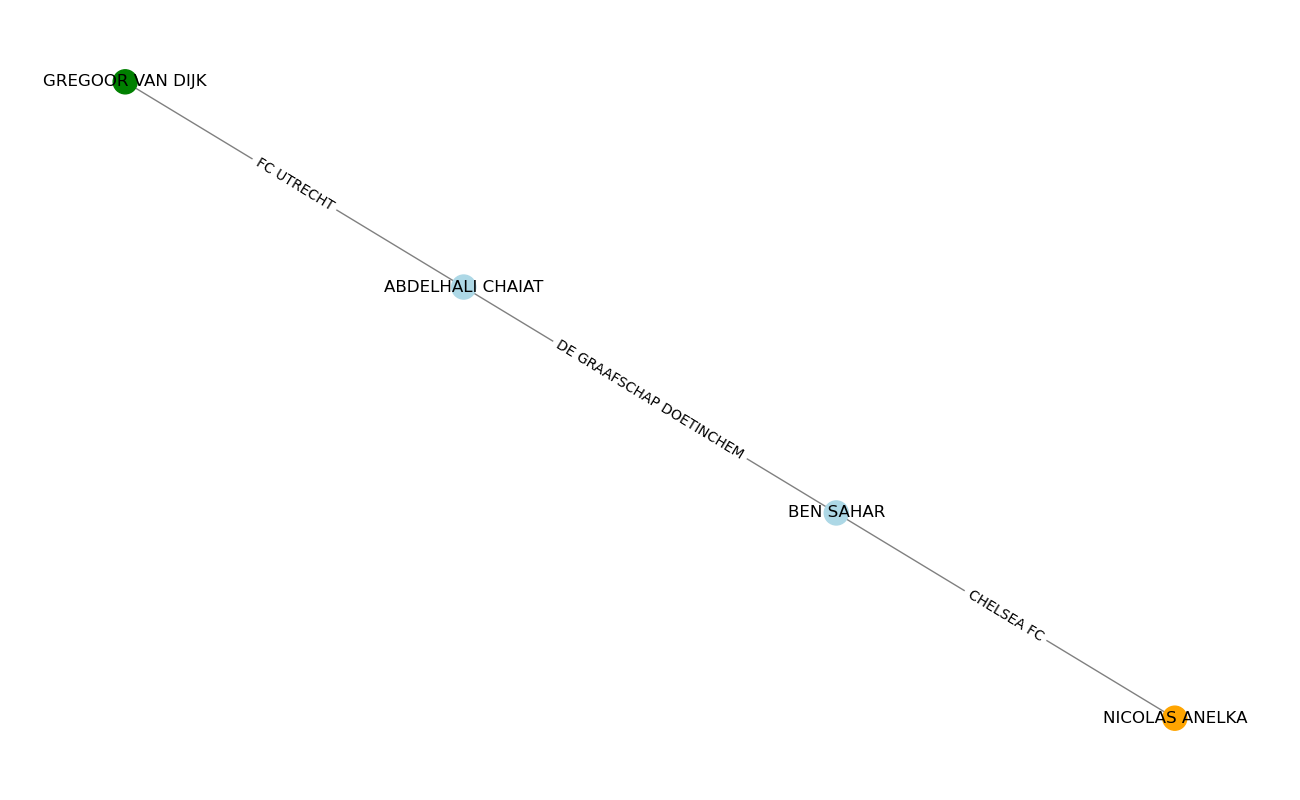 GREGOOR VAN DIJK
FC UTRECHT
ABDELHALI CHAIAT
DE GRAAFSCHAP DOETINCHEM
BEN SAHAR
CHELSEA FC
NICOLAS ANELKA